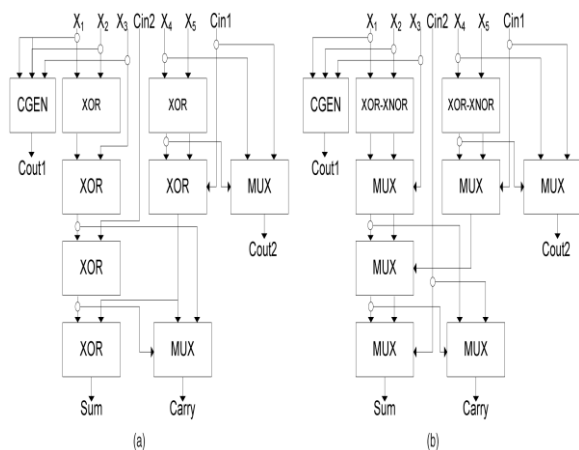 X1 X2 X3 Cin2 X4 X5 Cin1
CGEN XOR XOR
Cout1
XOR XOR MUX
Cout2
XOR
XOR MUX
Sum Carry
(a)
X1 X2 X3 Cin2 X4 X5 Cin1
CGEN XOR-XNOR XOR-XNOR
Cout1
MUX MUX MUX
Cout2
MUX
MUX MUX
Sum Carry
(b)